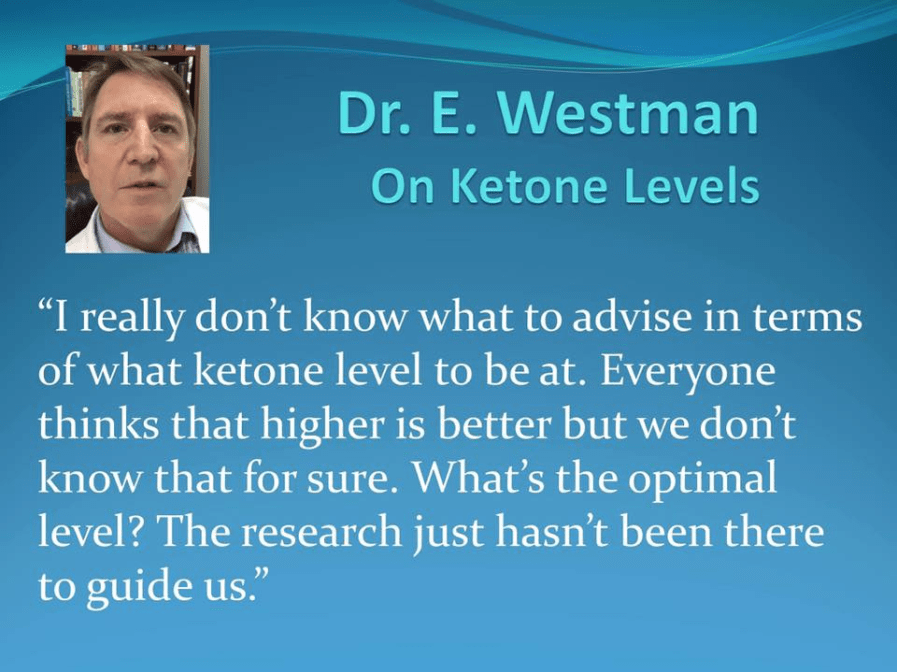 Dr. E. Westman
On Ketone Levels
“I really don’t know what to advise in terms
of what ketone level to be at. Everyone
thinks that higher is better but we don’t
know that for sure. What’s the optimal
level? The research just hasn’t been there
to guide us.”